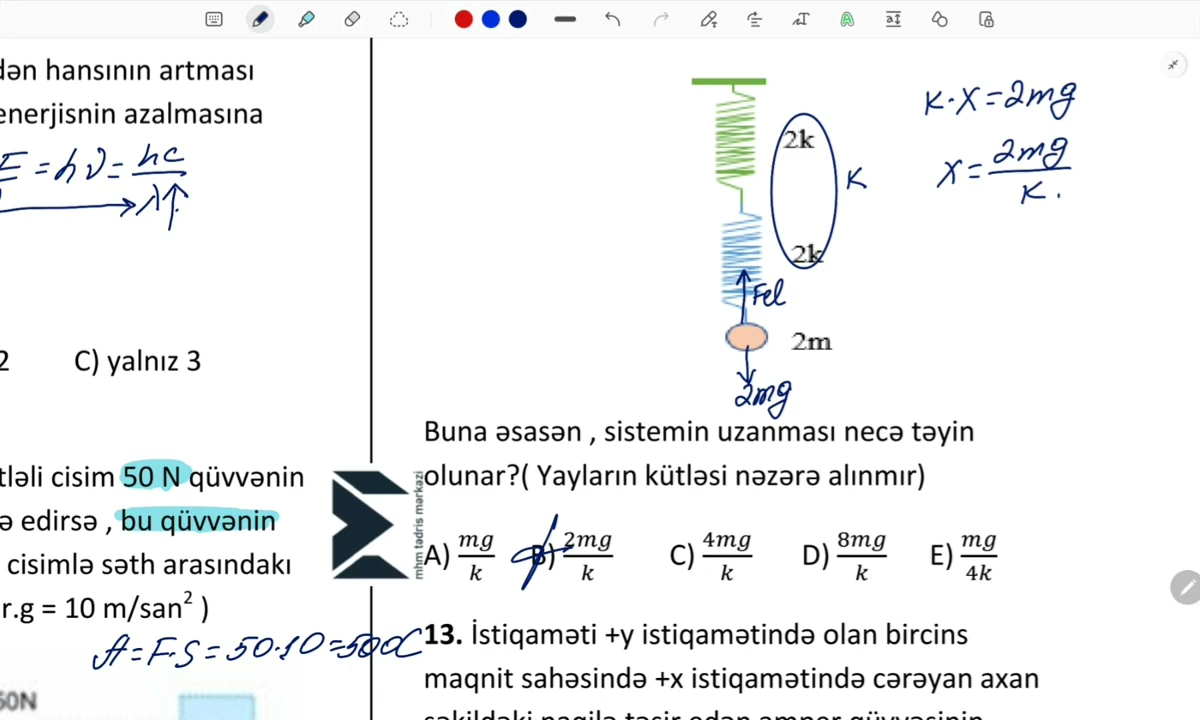 dən hansının artması
enerjisnin azalmasına
E = hν = hc
λ↑
2 C) yalnız 3
tləli cisim 50 N qüvvənin
ə edirsə , bu qüvvənin
cisimlə səth arasındakı
r.g = 10 m/san² )
A = F·S = 50·10 = 500C
50N
mhm tədris mərkəzi
2k
K
2k
Fel
2m
2mg
K·X=2mg
X= 2mg
K.
Buna əsasən , sistemin uzanması necə təyin
olunar?( Yayların kütləsi nəzərə alınmır)
A) mg/k B) 2mg/k C) 4mg/k D) 8mg/k E) mg/4k
13. İstiqaməti +y istiqamətində olan bircins
maqnit sahəsində +x istiqamətində cərəyan axan